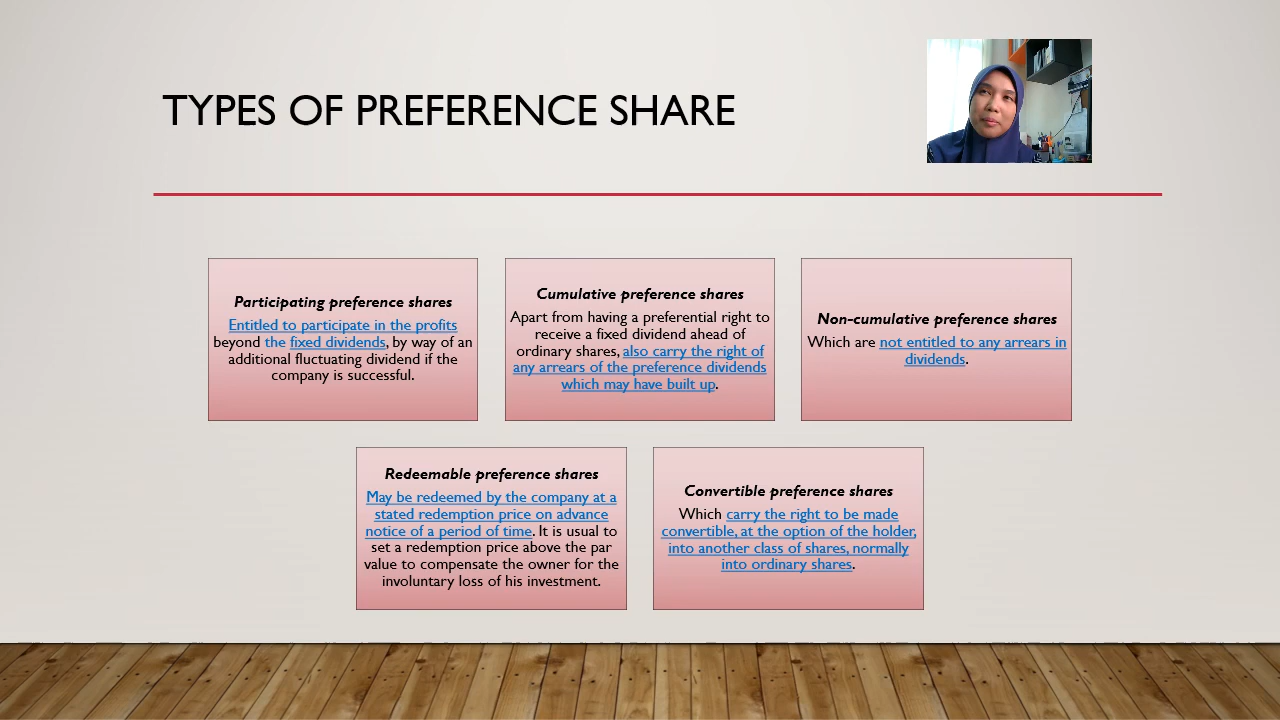 TYPES OF PREFERENCE SHARE
Participating preference shares
Entitled to participate in the profits
beyond the fixed dividends, by way of an
additional fluctuating dividend if the
company is successful.
Cumulative preference shares
Apart from having a preferential right to
receive a fixed dividend ahead of
ordinary shares, also carry the right of
any arrears of the preference dividends
which may have built up.
Non-cumulative preference shares
Which are not entitled to any arrears in
dividends.
Redeemable preference shares
May be redeemed by the company at a
stated redemption price on advance
notice of a period of time. It is usual to
set a redemption price above the par
value to compensate the owner for the
involuntary loss of his investment.
Convertible preference shares
Which carry the right to be made
convertible, at the option of the holder,
into another class of shares, normally
into ordinary shares.